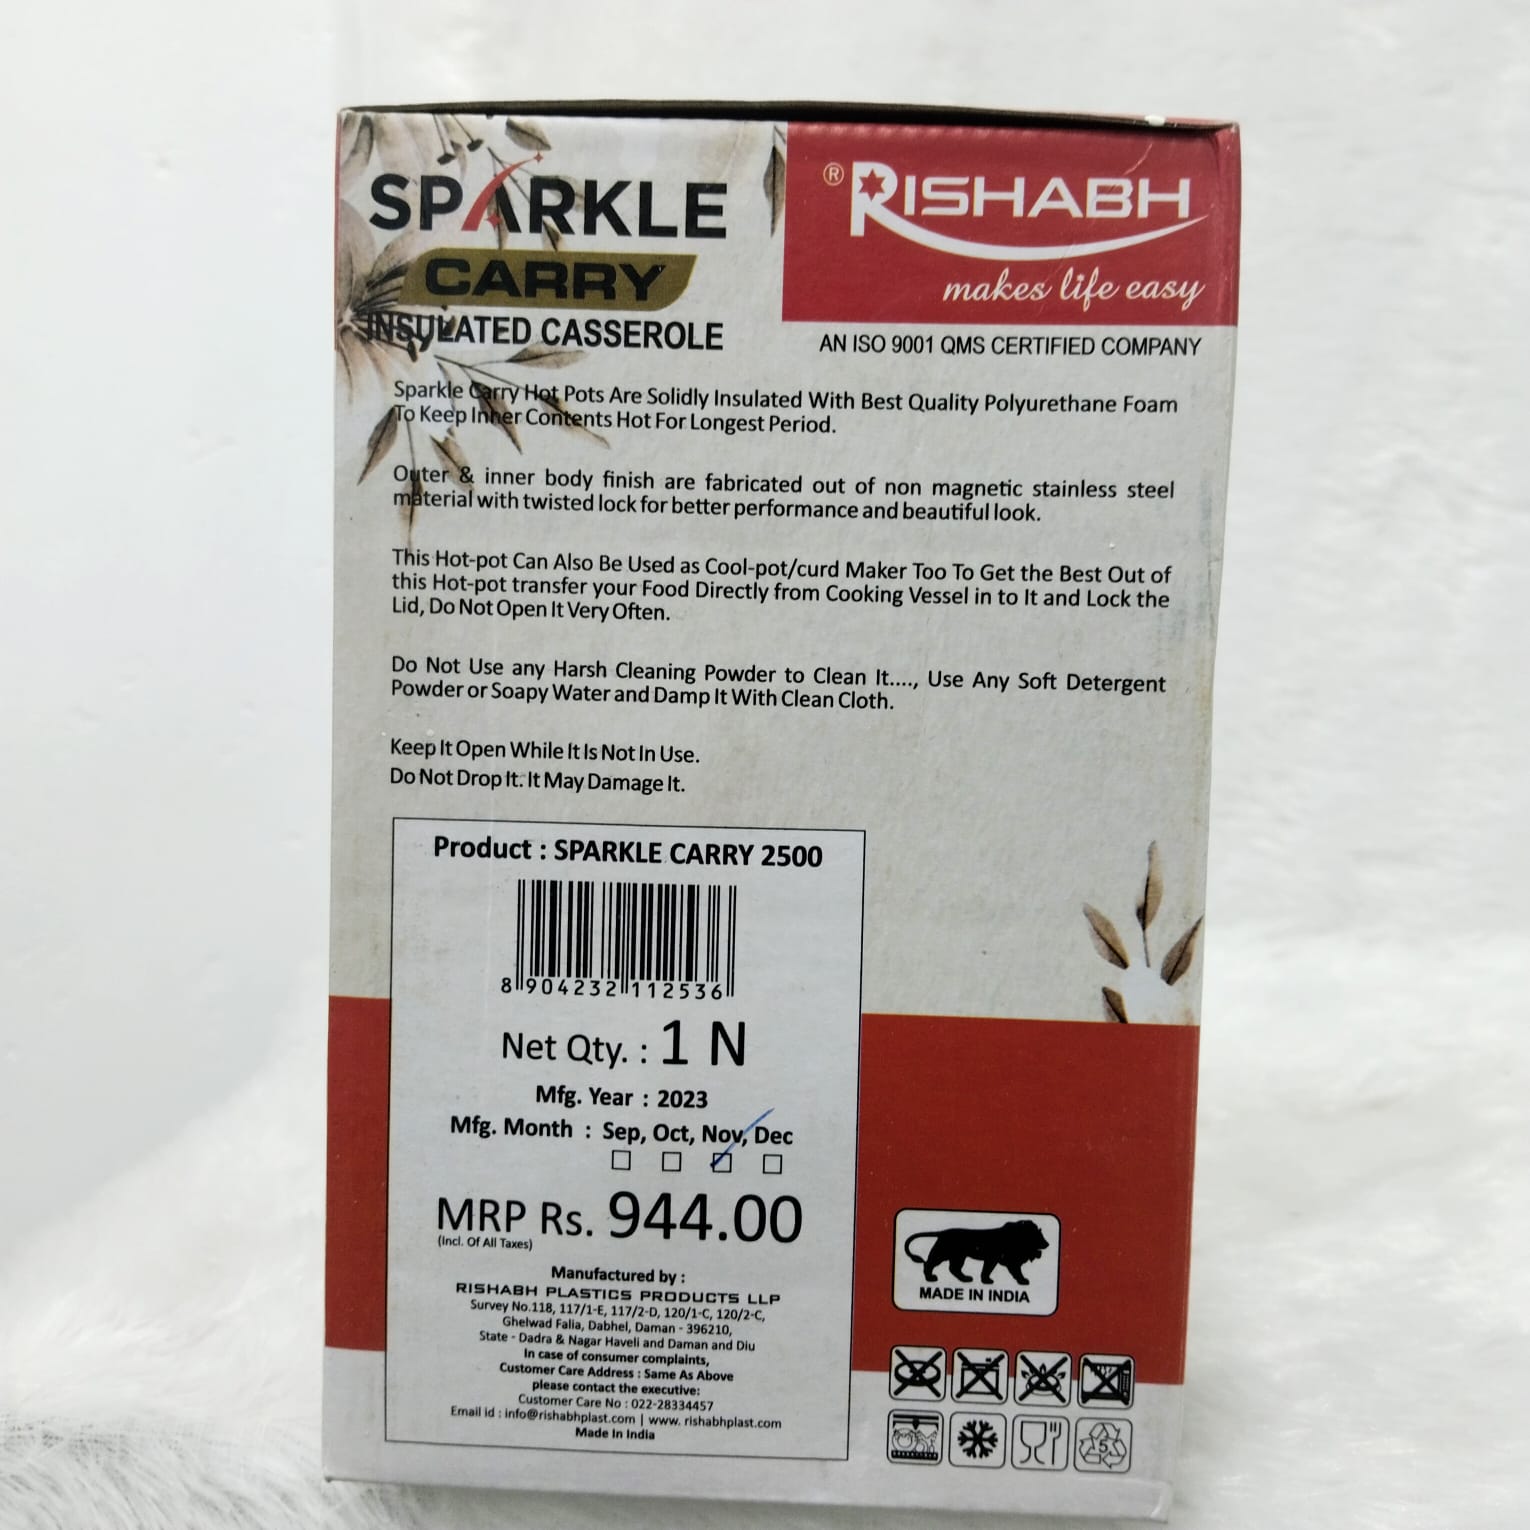 SPARKLE
CARRY
INSULATED CASSEROLE
® RISHABH
makes life easy
AN ISO 9001 QMS CERTIFIED COMPANY
Sparkle Carry Hot Pots Are Solidly Insulated With Best Quality Polyurethane Foam
To Keep Inner Contents Hot For Longest Period.
Outer & inner body finish are fabricated out of non magnetic stainless steel
material with twisted lock for better performance and beautiful look.
This Hot-pot Can Also Be Used as Cool-pot/curd Maker Too To Get the Best Out of
this Hot-pot transfer your Food Directly from Cooking Vessel in to It and Lock the
Lid, Do Not Open It Very Often.
Do Not Use any Harsh Cleaning Powder to Clean It...., Use Any Soft Detergent
Powder or Soapy Water and Damp It With Clean Cloth.
Keep It Open While It Is Not In Use.
Do Not Drop It. It May Damage It.
Product : SPARKLE CARRY 2500
8 904232 112536
Net Qty. : 1 N
Mfg. Year : 2023
Mfg. Month : Sep, Oct, Nov, Dec
MRP Rs. 944.00
(Incl. Of All Taxes)
Manufactured by :
RISHABH PLASTICS PRODUCTS LLP
Survey No.118, 117/1-E, 117/2-D, 120/1-C, 120/2-C,
Ghelwad Falia, Dabhel, Daman - 396210,
State - Dadra & Nagar Haveli and Daman and Diu
In case of consumer complaints,
Customer Care Address : Same As Above
please contact the executive:
Customer Care No : 022-28334457
Email id : info@rishabhplast.com | www. rishabhplast.com
Made In India
MADE IN INDIA
5